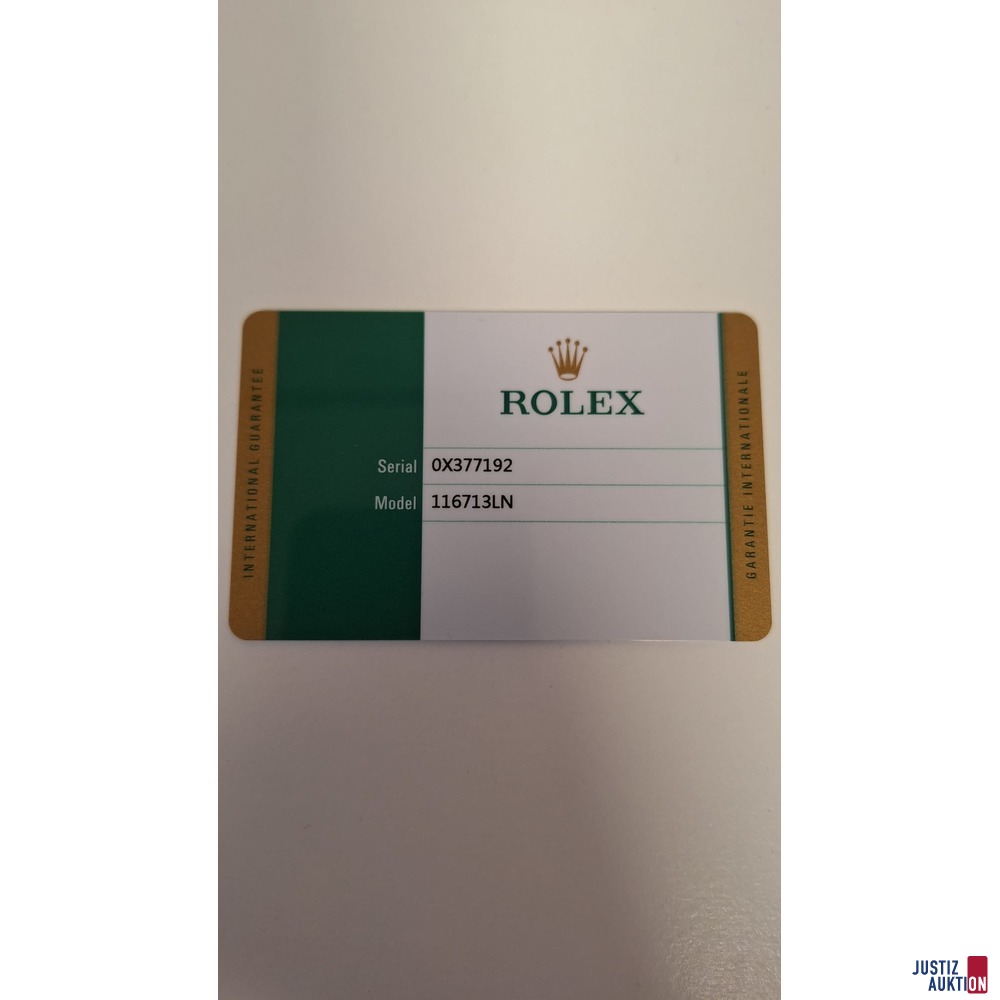 INTERNATIONAL GUARANTEE
ROLEX
Serial 0X377192
Model 116713LN
GARANTIE INTERNATIONALE
JUSTIZ
AUKTION